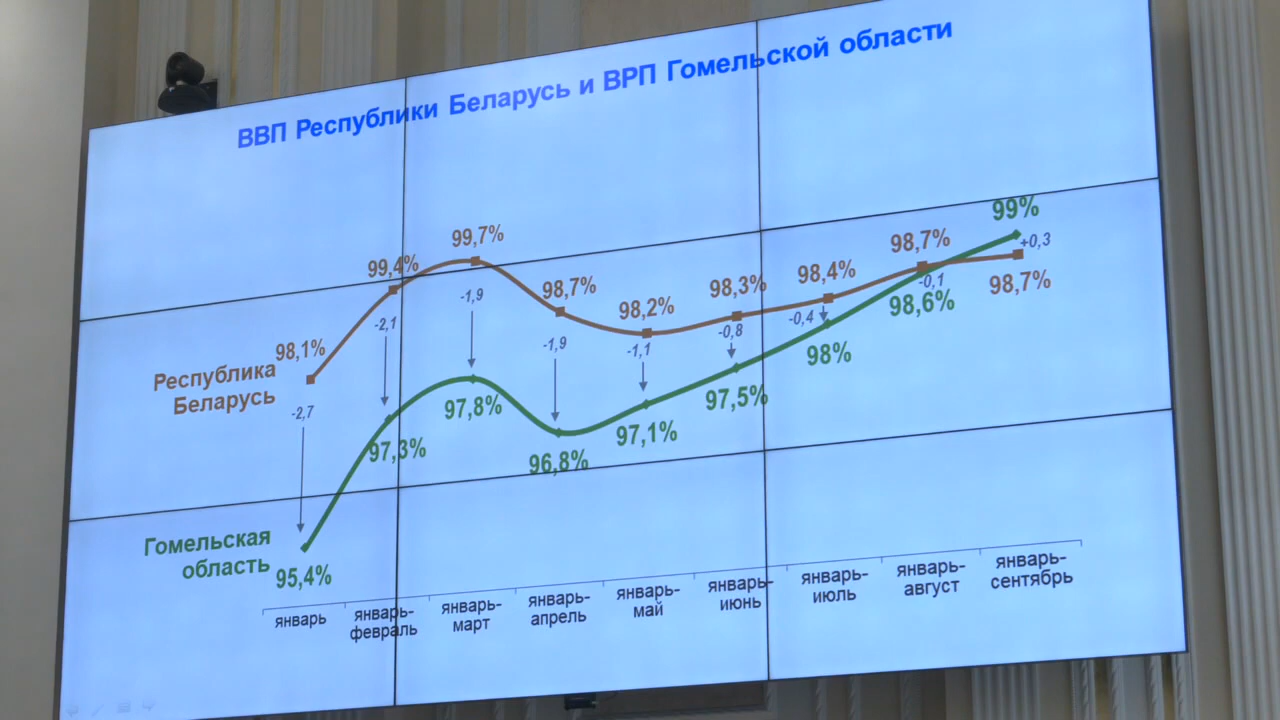 ВВП Республики Беларусь и ВРП Гомельской области
98,1%
99,4%
99,7%
98,7%
98,2%
98,3%
98,4%
98,7%
98,7%
Республика
Беларусь
-2,7
-2,1
-1,9
-1,9
-1,1
-0,8
-0,4
-0,1
+0,3
Гомельская
область
95,4%
97,3%
97,8%
96,8%
97,1%
97,5%
98%
98,6%
99%
январь
январь-
февраль
январь-
март
январь-
апрель
январь-
май
январь-
июнь
январь-
июль
январь-
август
январь-
сентябрь